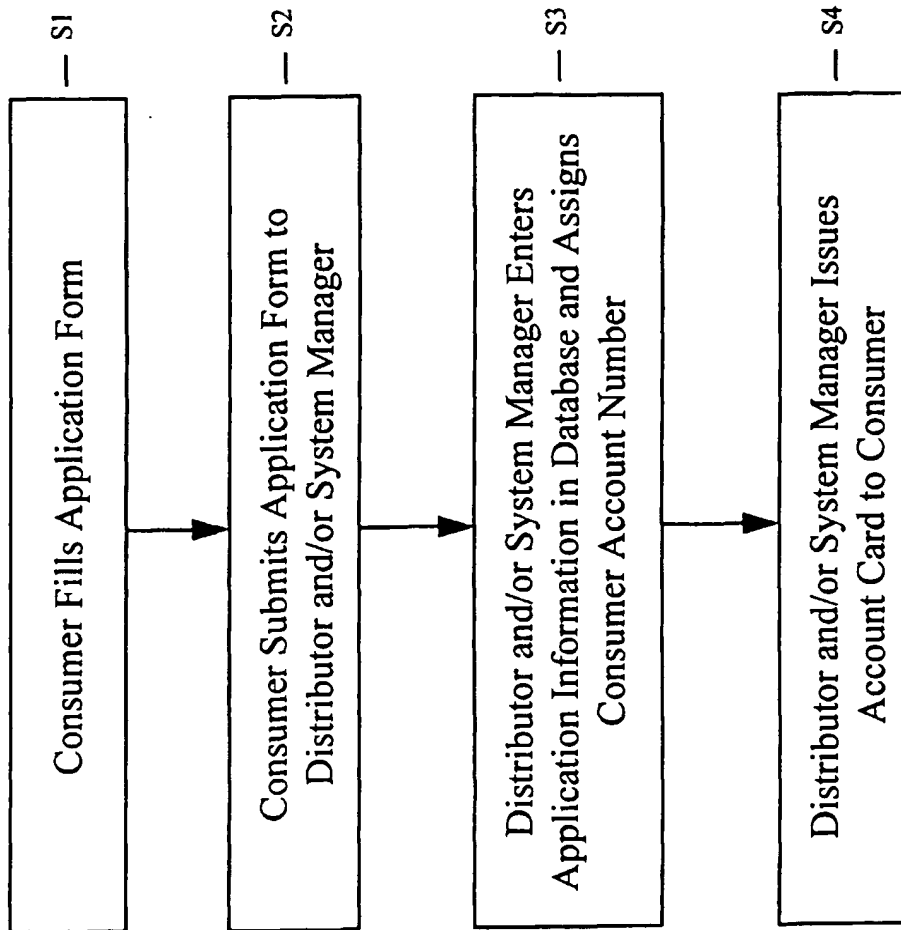 Consumer Fills Application Form
S1
Consumer Submits Application Form to
Distributor and/or System Manager
S2
Distributor and/or System Manager Enters
Application Information in Database and Assigns
Consumer Account Number
S3
Distributor and/or System Manager Issues
Account Card to Consumer
S4